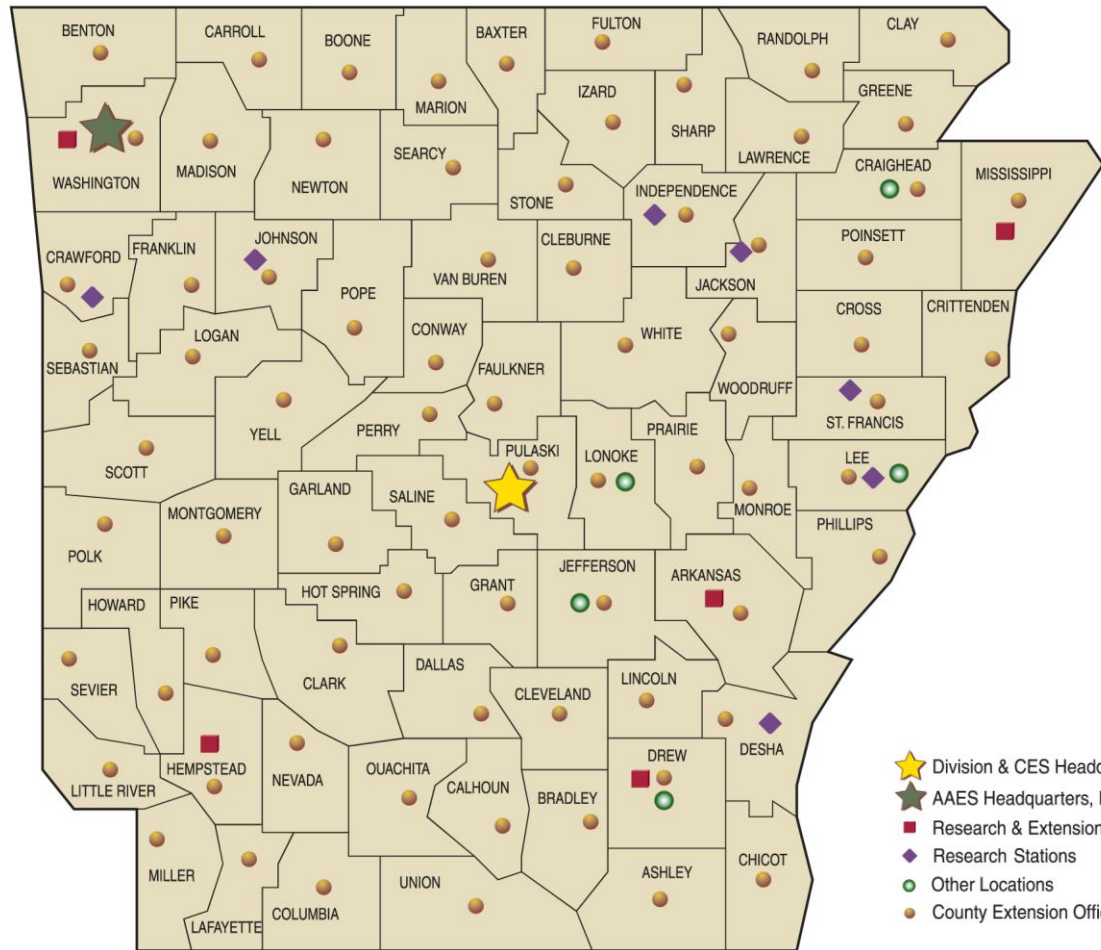 BENTON
CARROLL
BOONE
BAXTER
FULTON
RANDOLPH
CLAY
MARION
IZARD
SHARP
GREENE
WASHINGTON
MADISON
NEWTON
SEARCY
STONE
INDEPENDENCE
LAWRENCE
CRAIGHEAD
MISSISSIPPI
CRAWFORD
FRANKLIN
JOHNSON
VAN BUREN
CLEBURNE
JACKSON
POINSETT
POPE
CONWAY
WHITE
CROSS
CRITTENDEN
SEBASTIAN
LOGAN
FAULKNER
WOODRUFF
ST. FRANCIS
SCOTT
YELL
PERRY
PULASKI
LONOKE
PRAIRIE
LEE
GARLAND
SALINE
MONROE
PHILLIPS
POLK
MONTGOMERY
HOT SPRING
GRANT
JEFFERSON
ARKANSAS
HOWARD
PIKE
SEVIER
CLARK
DALLAS
CLEVELAND
LINCOLN
DESHA
LITTLE RIVER
HEMPSTEAD
NEVADA
OUACHITA
CALHOUN
BRADLEY
DREW
MILLER
LAFAYETTE
COLUMBIA
UNION
ASHLEY
CHICOT
Division & CES
AAES Headquarters,
Research & Extension
Research Stations
Other Locations
County Extension